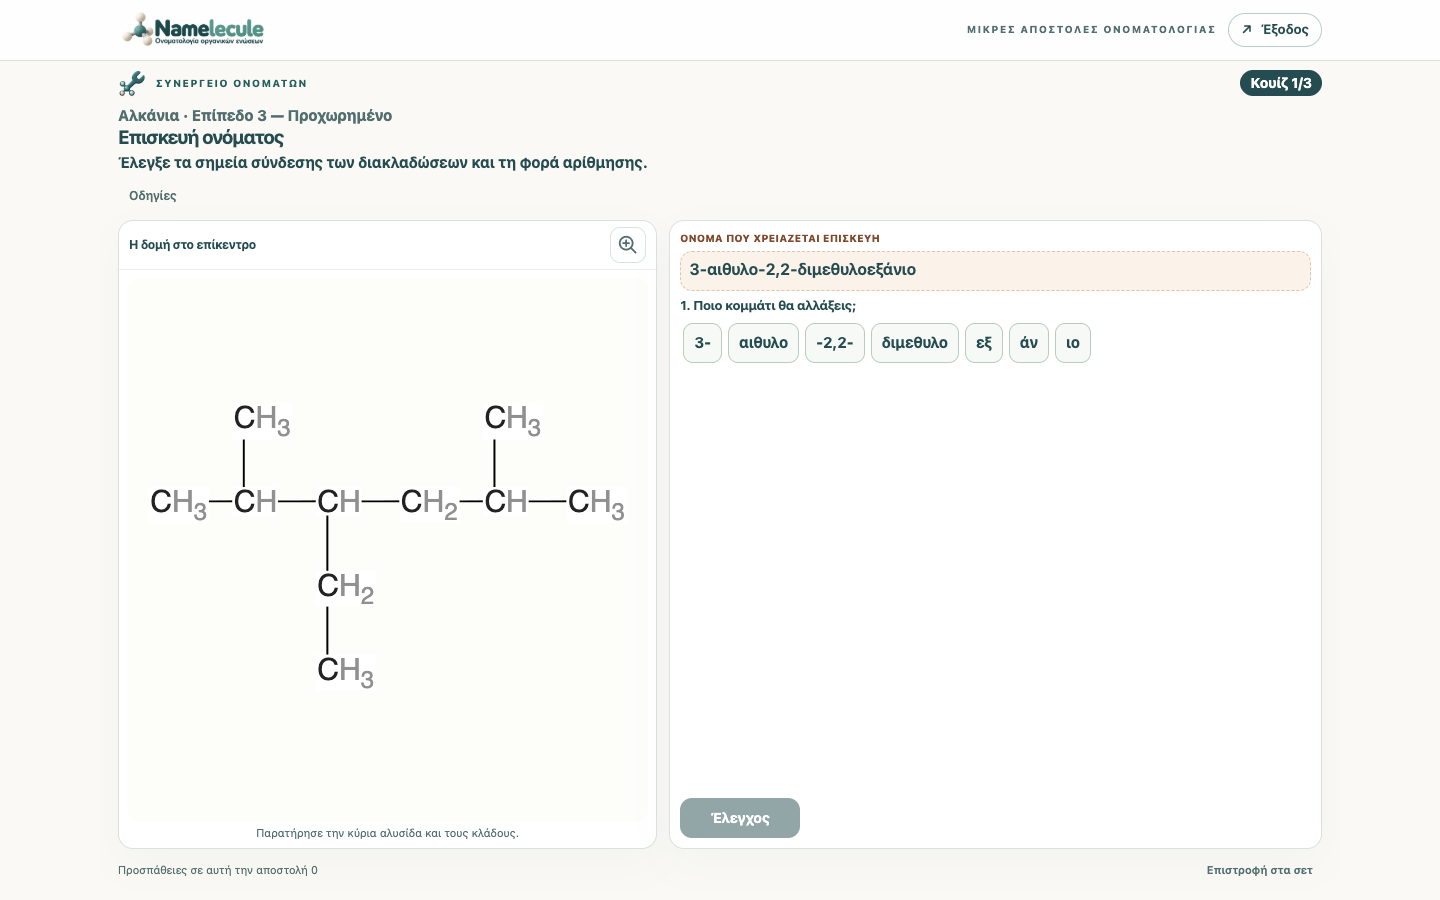 Namelecule
Ονοματολογία οργανικών ενώσεων
ΜΙΚΡΕΣ ΑΠΟΣΤΟΛΕΣ ΟΝΟΜΑΤΟΛΟΓΙΑΣ
Έξοδος
ΣΥΝΕΡΓΕΙΟ ΟΝΟΜΑΤΩΝ
Κουίζ 1/3
Αλκάνια · Επίπεδο 3 — Προχωρημένο
Επισκευή ονόματος
Έλεγξε τα σημεία σύνδεσης των διακλαδώσεων και τη φορά αρίθμησης.
Οδηγίες
Η δομή στο επίκεντρο
CH3 CH3
CH3 CH CH CH2 CH CH3
CH2
CH3
Παρατήρησε την κύρια αλυσίδα και τους κλάδους.
ΟΝΟΜΑ ΠΟΥ ΧΡΕΙΑΖΕΤΑΙ ΕΠΙΣΚΕΥΗ
3-αιθυλο-2,2-διμεθυλοεξάνιο
1. Ποιο κομμάτι θα αλλάξεις;
3- αιθυλο -2,2- διμεθυλο εξ άν ιο
Έλεγχος
Προσπάθειες σε αυτή την αποστολή 0
Επιστροφή στα σετ